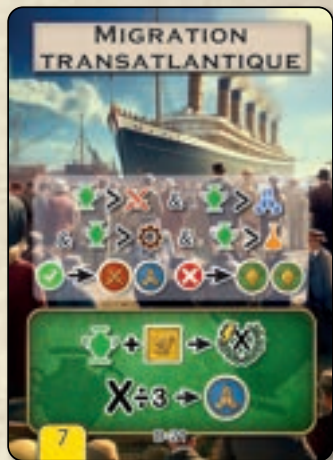 MIGRATION
TRANSATLANTIQUE
> & >
& > & >
+
X÷3
7